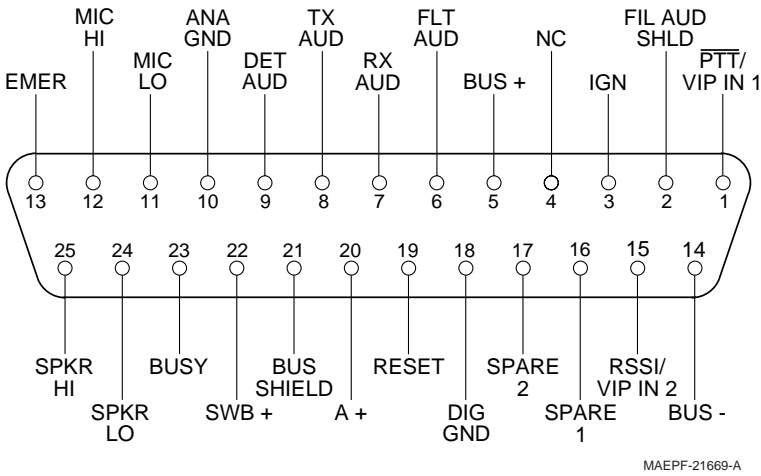 MIC
HI
ANA
GND
TX
AUD
FLT
AUD
FIL AUD
SHLD
EMER
MIC
LO
DET
AUD
RX
AUD
BUS +
NC
IGN
PTT/
VIP IN 1
13 12 11 10 9 8 7 6 5 4 3 2 1
25 24 23 22 21 20 19 18 17 16 15 14
SPKR
HI
BUSY
BUS
SHIELD
RESET
SPARE
2
RSSI/
VIP IN 2
SPKR
LO
SWB +
A +
DIG
GND
SPARE
1
BUS -
MAEPF-21669-A